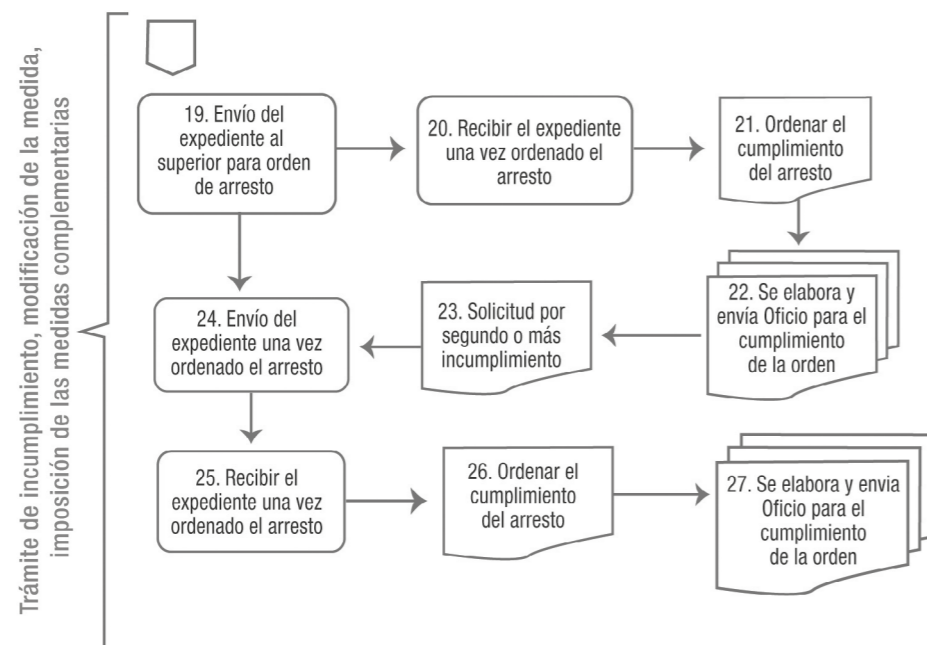 Trámite de incumplimiento, modificación de la medida,
imposición de las medidas complementarias
19. Envío del
expediente al
superior para orden
de arresto
20. Recibir el expediente
una vez ordenado el
arresto
21. Ordenar el
cumplimiento
del arresto
22. Se elabora y
envía Oficio para el
cumplimiento
de la orden
23. Solicitud por
segundo o más
incumplimiento
24. Envío del
expediente una vez
ordenado el arresto
25. Recibir el
expediente una vez
ordenado el arresto
26. Ordenar el
cumplimiento
del arresto
27. Se elabora y envia
Oficio para el
cumplimiento
de la orden